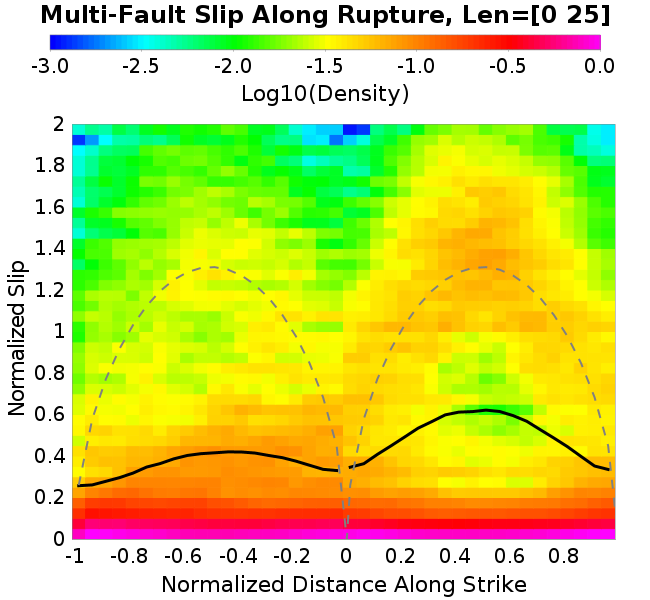 Multi-Fault Slip Along Rupture, Len=[0 25]
-3.0 -2.5 -2.0 -1.5 -1.0 -0.5 0.0
Log10(Density)
2
1.8
1.6
1.4
1.2
1
0.8
0.6
0.4
0.2
0
Normalized Slip
-1 -0.8 -0.6 -0.4 -0.2 0 0.2 0.4 0.6 0.8
Normalized Distance Along Strike